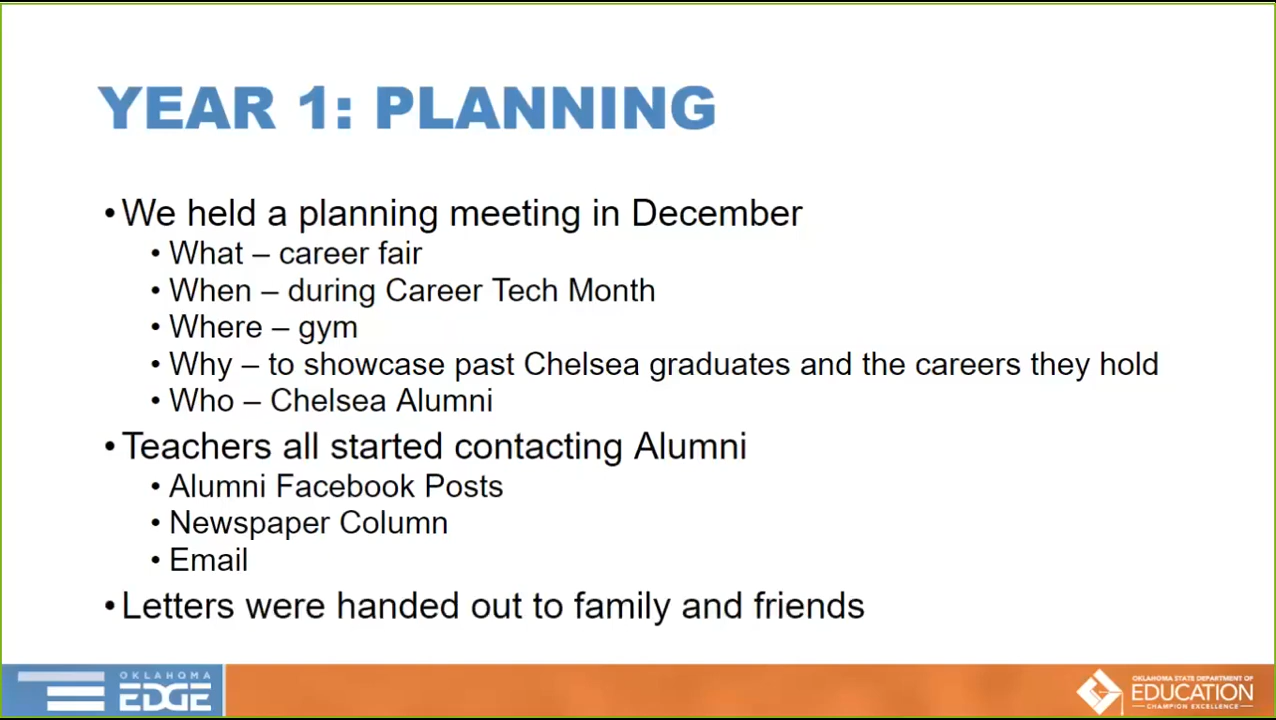 YEAR 1: PLANNING
•We held a planning meeting in December
• What – career fair
• When – during Career Tech Month
• Where – gym
• Why – to showcase past Chelsea graduates and the careers they hold
• Who – Chelsea Alumni
•Teachers all started contacting Alumni
• Alumni Facebook Posts
• Newspaper Column
• Email
•Letters were handed out to family and friends
OKLAHOMA
EDGE
OKLAHOMA STATE DEPARTMENT OF
EDUCATION
CHAMPION EXCELLENCE